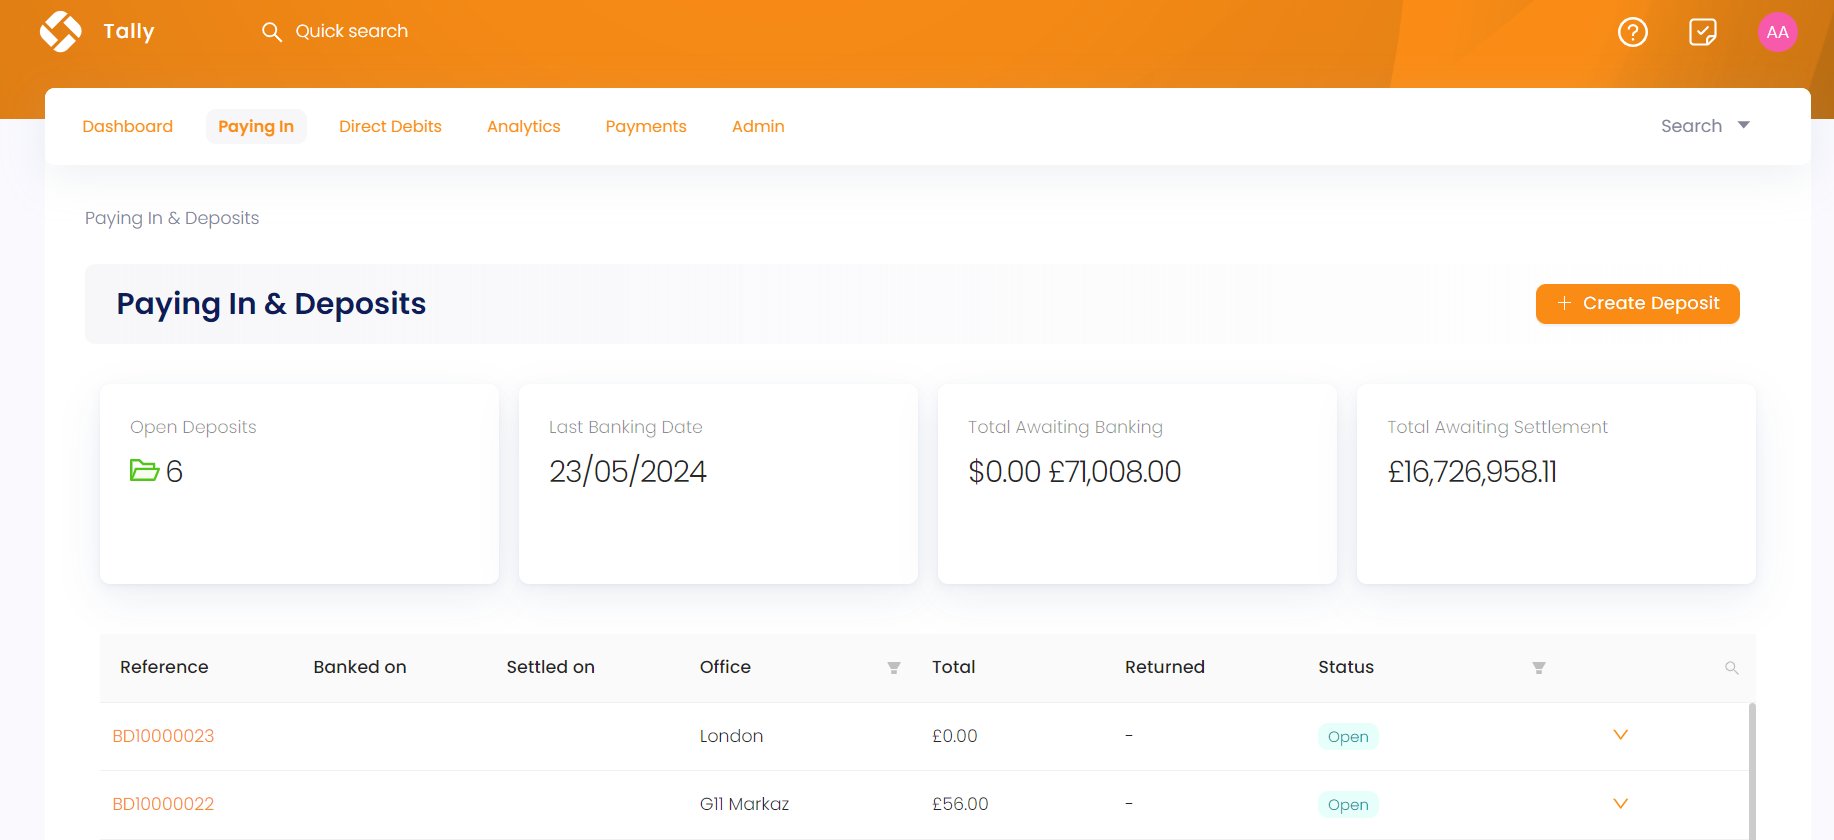 Tally
Quick search
AA
Dashboard Paying In Direct Debits Analytics Payments Admin Search
Paying In & Deposits
Paying In & Deposits
+ Create Deposit
Open Deposits Last Banking Date Total Awaiting Banking Total Awaiting Settlement
6 23/05/2024 $0.00 £71,008.00 £16,726,958.11
Reference Banked on Settled on Office Total Returned Status
BD10000023 London £0.00 - Open
BD10000022 G11 Markaz £56.00 - Open